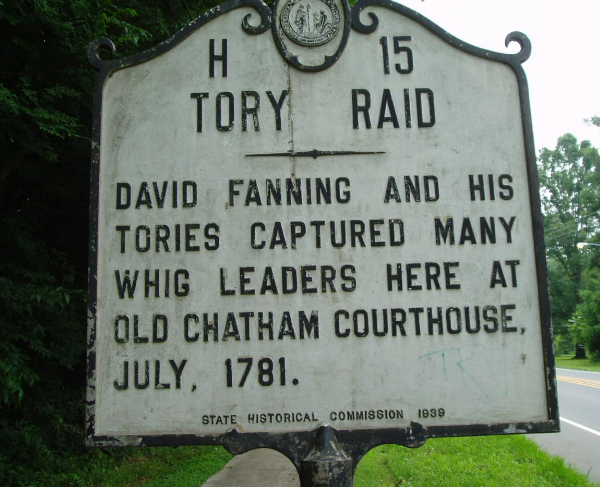 H 15
TORY RAID
DAVID FANNING AND HIS
TORIES CAPTURED MANY
WHIG LEADERS HERE AT
OLD CHATHAM COURTHOUSE,
JULY, 1781.
STATE HISTORICAL COMMISSION 1939